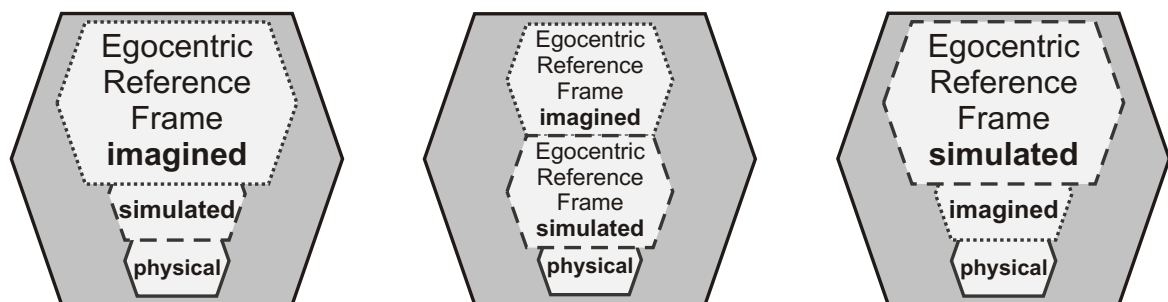 Egocentric
Reference
Frame
imagined
simulated
physical
Egocentric
Reference
Frame
imagined
Egocentric
Reference
Frame
simulated
physical
Egocentric
Reference
Frame
simulated
imagined
physical